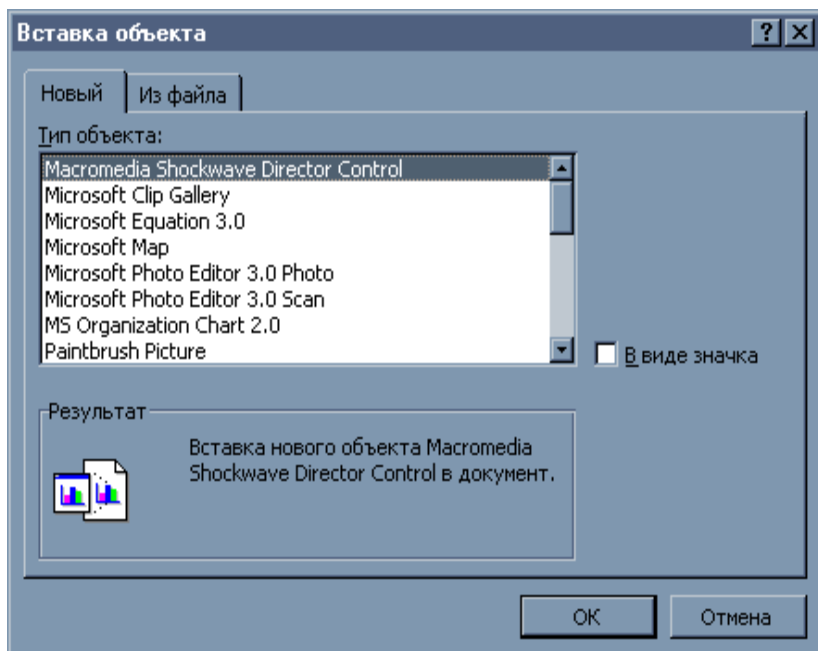 Вставка объекта
Новый
Из файла
Тип объекта:
Macromedia Shockwave Director Control
Microsoft Clip Gallery
Microsoft Equation 3.0
Microsoft Map
Microsoft Photo Editor 3.0 Photo
Microsoft Photo Editor 3.0 Scan
MS Organization Chart 2.0
Paintbrush Picture
В виде значка
Результат
Вставка нового объекта Macromedia
Shockwave Director Control в документ.
ОК
Отмена